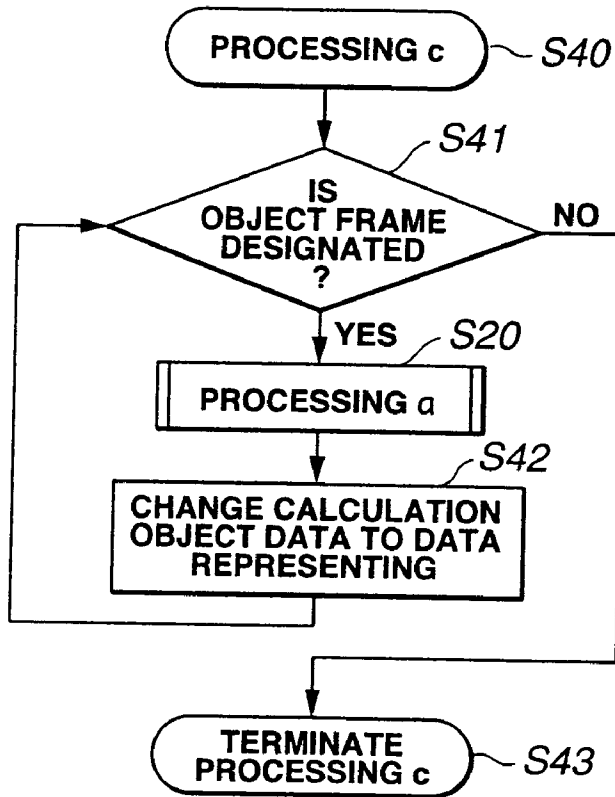 PROCESSING c
S40
S41
IS
OBJECT FRAME
DESIGNATED
?
NO
YES
S20
PROCESSING a
S42
CHANGE CALCULATION
OBJECT DATA TO DATA
REPRESENTING
TERMINATE
PROCESSING c
S43